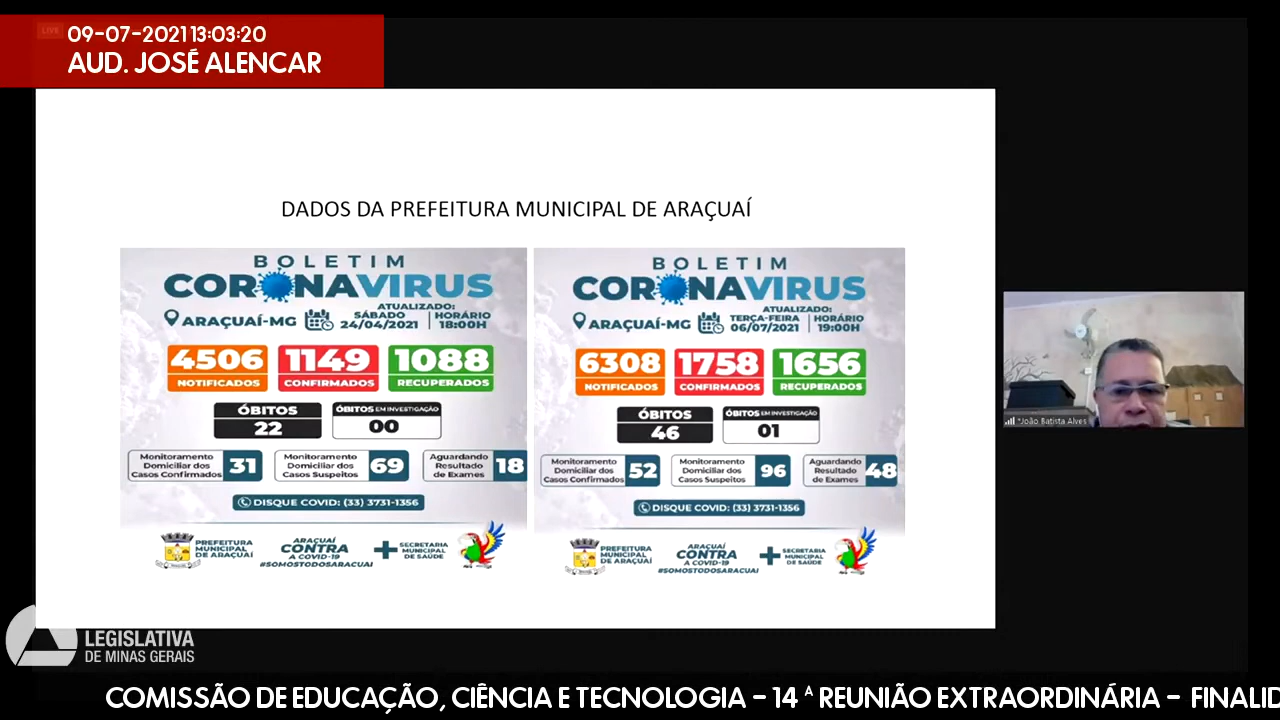 LIVE
09-07-2021 13:03:20
AUD. JOSÉ ALENCAR
DADOS DA PREFEITURA MUNICIPAL DE ARAÇUAÍ
BOLETIM
CORONAVIRUS
ARAÇUAÍ-MG
ATUALIZADO:
SÁBADO
24/04/2021
HORÁRIO
18:00H
4506
NOTIFICADOS
1149
CONFIRMADOS
1088
RECUPERADOS
ÓBITOS
22
ÓBITOS EM INVESTIGAÇÃO
00
Monitoramento
Domiciliar dos
Casos Confirmados
31
Monitoramento
Domiciliar dos
Casos Suspeitos
69
Aguardando
Resultado
de Exames
18
DISQUE COVID: (33) 3731-1356
PREFEITURA
MUNICIPAL
DE ARAÇUAÍ
ARAÇUAÍ
CONTRA
A COVID-19
#SOMOSTODOSARACUAI
SECRETARIA
MUNICIPAL
DE SAÚDE
BOLETIM
CORONAVIRUS
ARAÇUAÍ-MG
ATUALIZADO:
TERÇA-FEIRA
06/07/2021
HORÁRIO
19:00H
6308
NOTIFICADOS
1758
CONFIRMADOS
1656
RECUPERADOS
ÓBITOS
46
ÓBITOS EM INVESTIGAÇÃO
01
Monitoramento
Domiciliar dos
Casos Confirmados
52
Monitoramento
Domiciliar dos
Casos Suspeitos
96
Aguardando
Resultado
de Exames
48
DISQUE COVID: (33) 3731-1356
PREFEITURA
MUNICIPAL
DE ARAÇUAÍ
ARAÇUAÍ
CONTRA
A COVID-19
#SOMOSTODOSARACUAI
SECRETARIA
MUNICIPAL
DE SAÚDE
*João Batista Alves
LEGISLATIVA
DE MINAS GERAIS
COMISSÃO DE EDUCAÇÃO, CIÊNCIA E TECNOLOGIA - 14 ª REUNIÃO EXTRAORDINÁRIA - FINALID